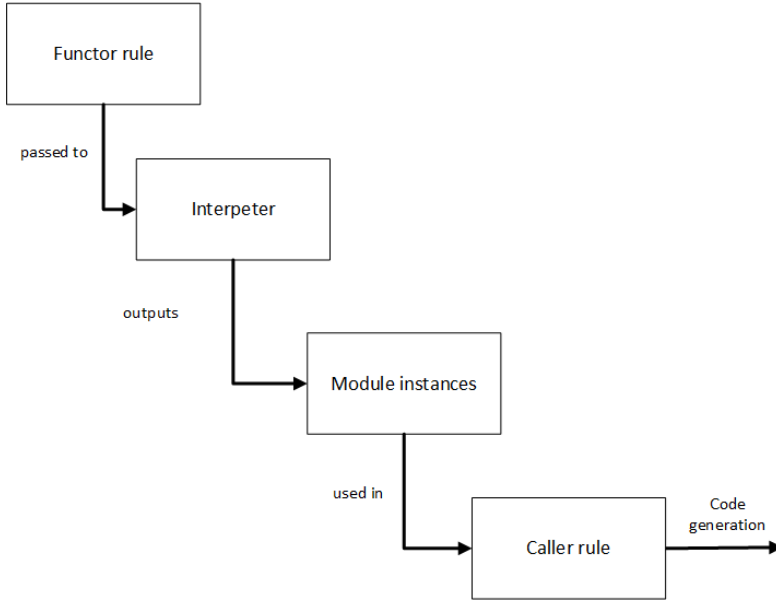 Functor rule
passed to
Interpeter
outputs
Module instances
used in
Code
generation
Caller rule